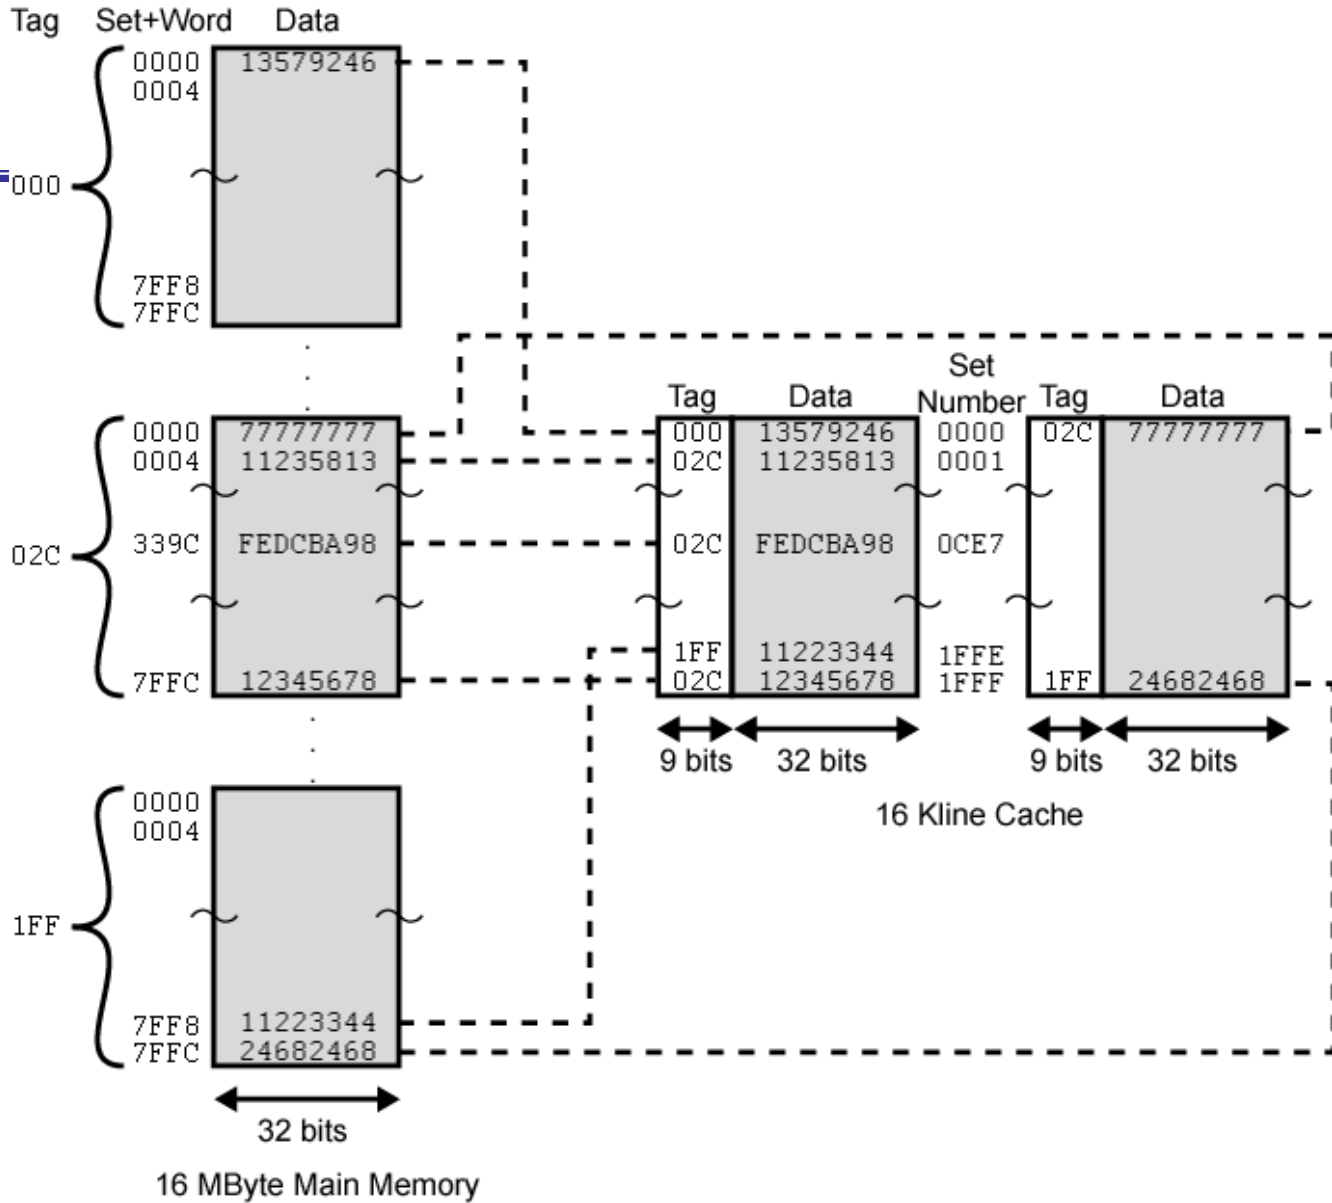 Tag Set+Word Data
0000 13579246
0004
000
7FF8
7FFC
0000 77777777
0004 11235813
02C 339C FEDCBA98
7FFC 12345678
0000
0004
1FF
7FF8 11223344
7FFC 24682468
32 bits
16 MByte Main Memory
Set
Tag Data Number Tag Data
000 13579246 0000 02C 77777777
02C 11235813 0001
02C FEDCBA98 0CE7
1FF 11223344 1FFE
02C 12345678 1FFF 1FF 24682468
9 bits 32 bits 9 bits 32 bits
16 Kline Cache